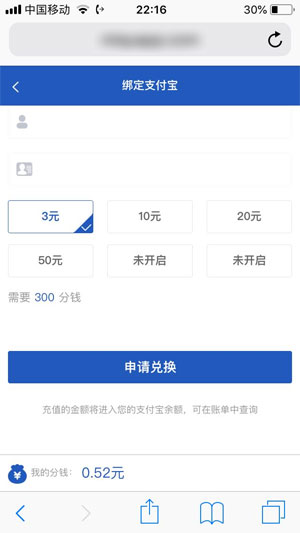 中国移动 22:16 30%
绑定支付宝
3元 10元 20元
50元 未开启 未开启
需要 300 分钱
申请兑换
充值的金额将进入您的支付宝余额，可在账单中查询
¥ 我的分钱： 0.52元